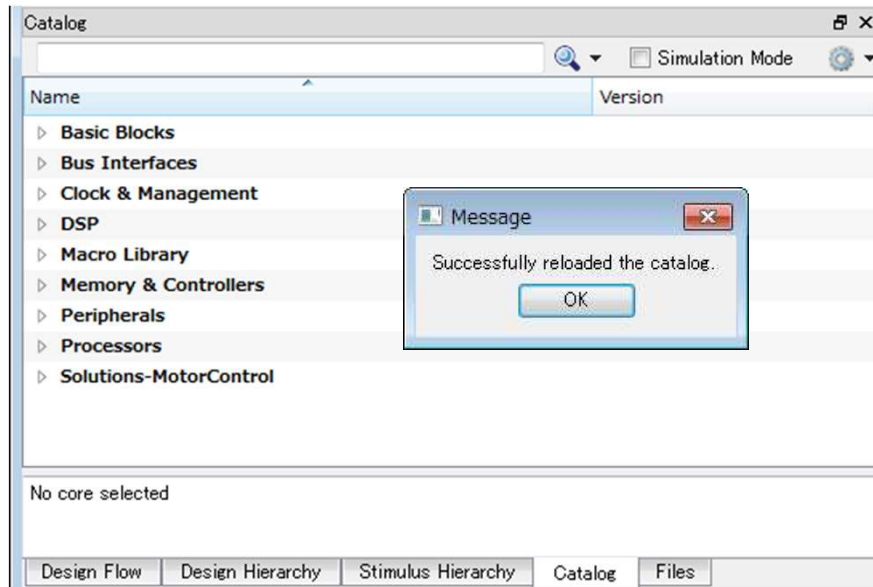 Catalog
Simulation Mode
Name Version
Basic Blocks
Bus Interfaces
Clock & Management
DSP
Macro Library
Memory & Controllers
Peripherals
Processors
Solutions-MotorControl
Message
Successfully reloaded the catalog.
OK
No core selected
Design Flow Design Hierarchy Stimulus Hierarchy Catalog Files